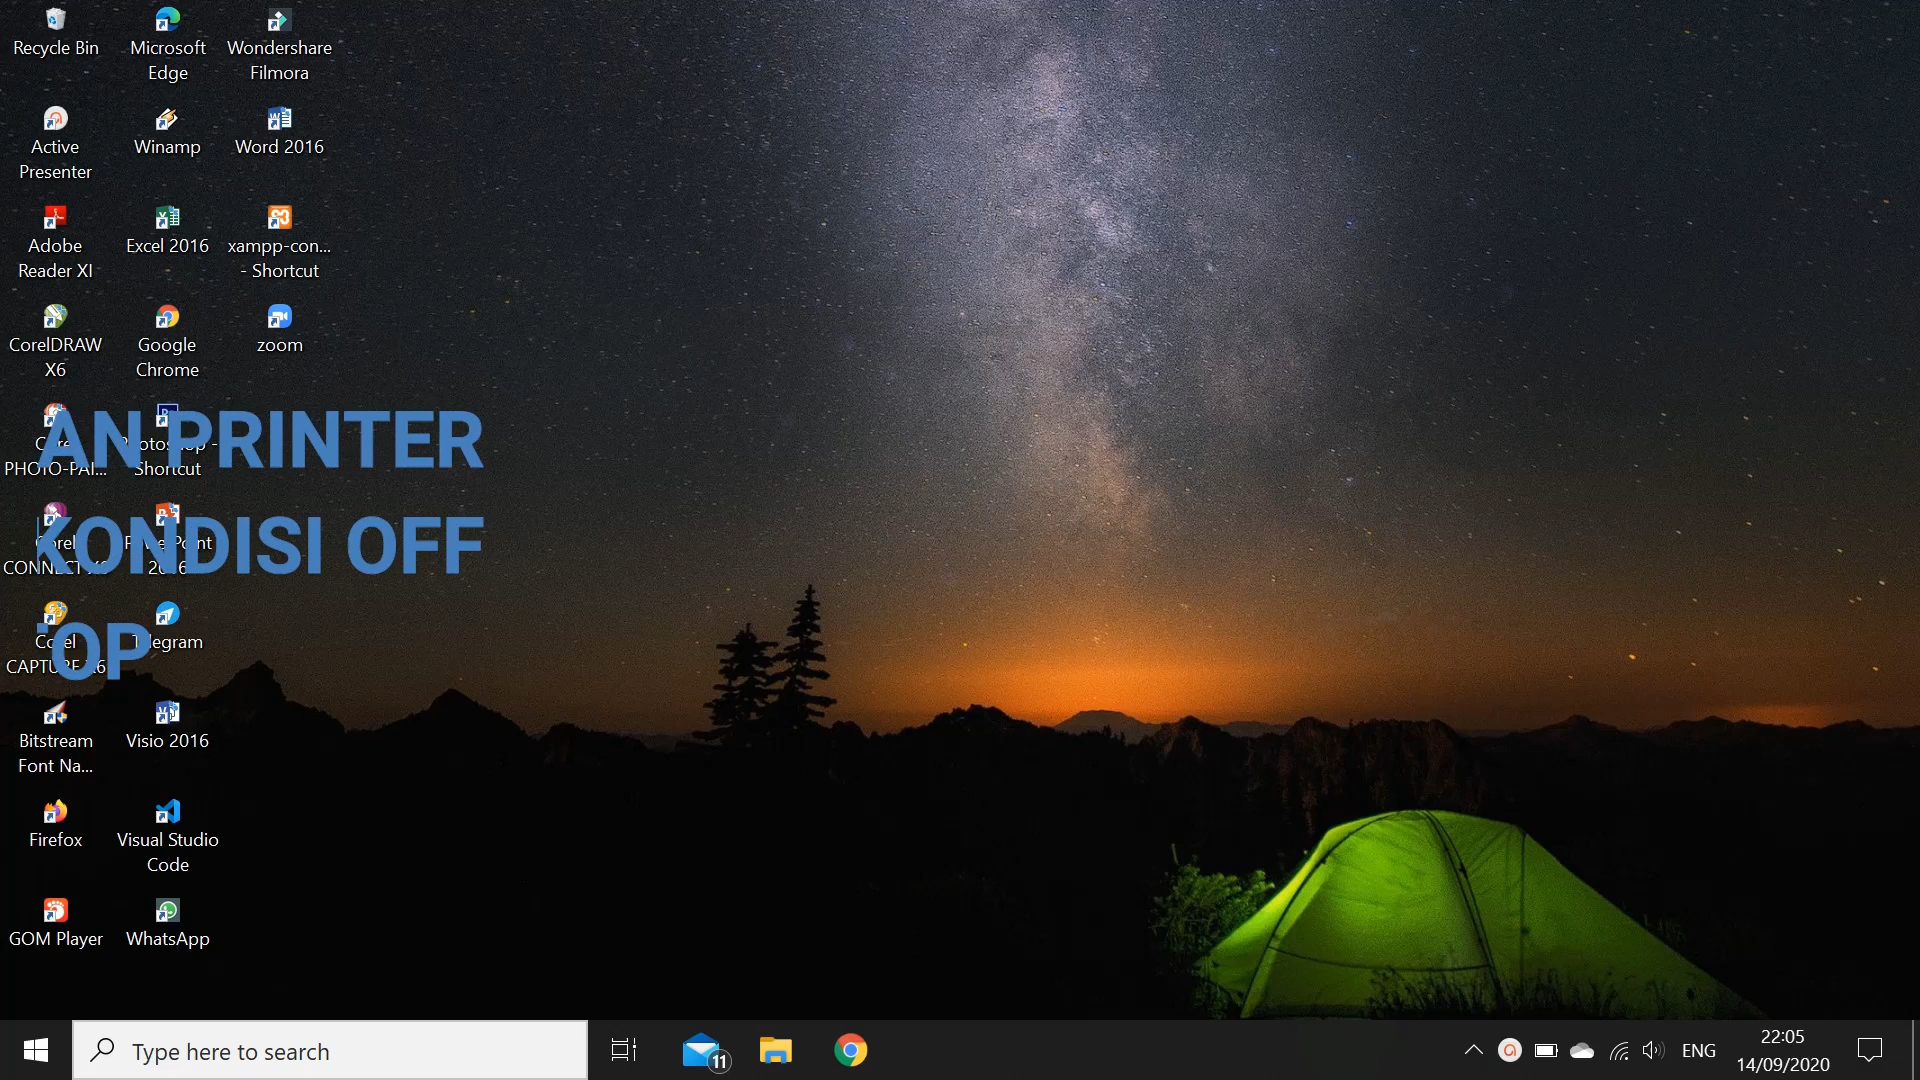 Recycle Bin
Microsoft
Edge
Wondershare
Filmora
Active
Presenter
Winamp
Word 2016
Adobe
Reader XI
Excel 2016
xampp-con...
- Shortcut
CorelDRAW
X6
Google
Chrome
zoom
AN PRINTER
PHOTO-PAI...
Shortcut
KONDISI OFF
OP
Bitstream
Font Na...
Visio 2016
Firefox
Visual Studio
Code
GOM Player
WhatsApp
Type here to search
11
ENG
22:05
14/09/2020